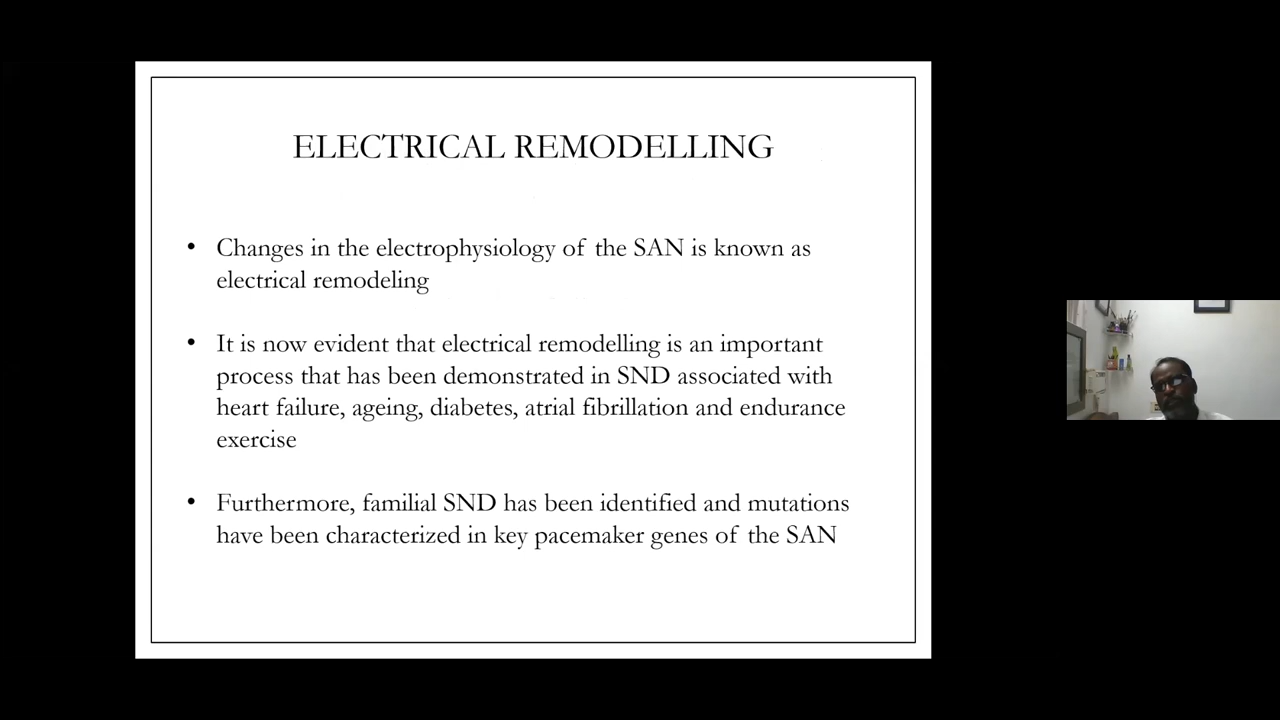 ELECTRICAL REMODELLING
• Changes in the electrophysiology of the SAN is known as
electrical remodeling
• It is now evident that electrical remodelling is an important
process that has been demonstrated in SND associated with
heart failure, ageing, diabetes, atrial fibrillation and endurance
exercise
• Furthermore, familial SND has been identified and mutations
have been characterized in key pacemaker genes of the SAN